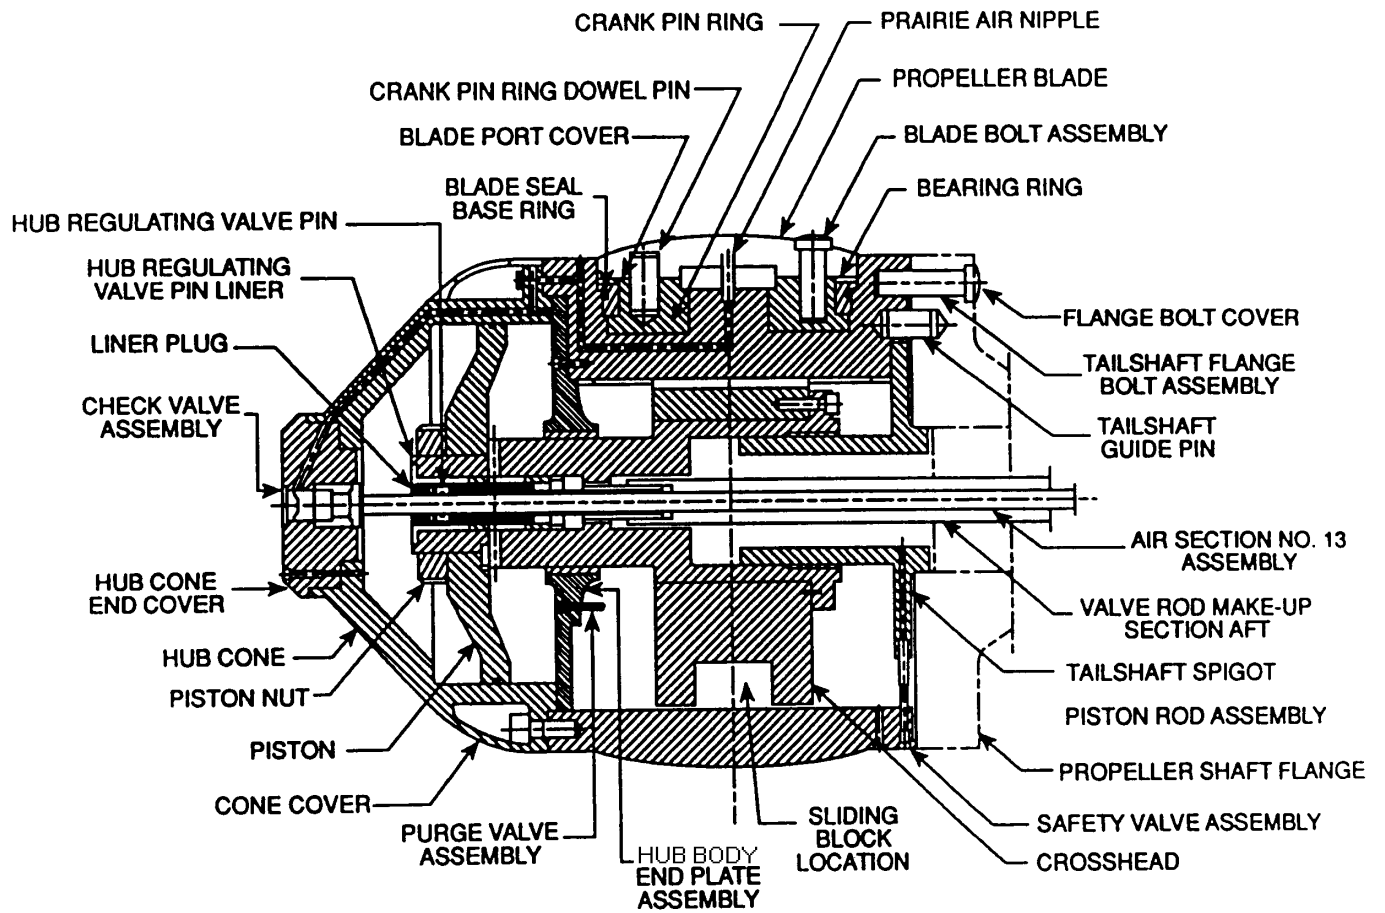 CRANK PIN RING
PRAIRIE AIR NIPPLE
CRANK PIN RING DOWEL PIN
PROPELLER BLADE
BLADE PORT COVER
BLADE BOLT ASSEMBLY
BLADE SEAL
BASE RING
BEARING RING
HUB REGULATING VALVE PIN
HUB REGULATING
VALVE PIN LINER
FLANGE BOLT COVER
LINER PLUG
TAILSHAFT FLANGE
BOLT ASSEMBLY
CHECK VALVE
ASSEMBLY
TAILSHAFT
GUIDE PIN
AIR SECTION NO. 13
ASSEMBLY
HUB CONE
END COVER
VALVE ROD MAKE-UP
SECTION AFT
HUB CONE
TAILSHAFT SPIGOT
PISTON NUT
PISTON ROD ASSEMBLY
PISTON
PROPELLER SHAFT FLANGE
CONE COVER
PURGE VALVE
ASSEMBLY
HUB BODY
END PLATE
ASSEMBLY
SLIDING
BLOCK
LOCATION
SAFETY VALVE ASSEMBLY
CROSSHEAD